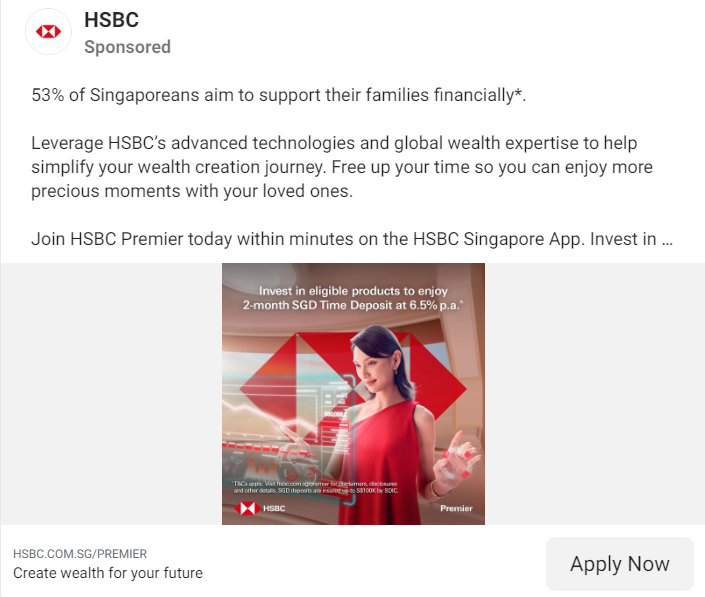 HSBC
Sponsored
53% of Singaporeans aim to support their families financially*.
Leverage HSBC’s advanced technologies and global wealth expertise to help
simplify your wealth creation journey. Free up your time so you can enjoy more
precious moments with your loved ones.
Join HSBC Premier today within minutes on the HSBC Singapore App. Invest in ...
Invest in eligible products to enjoy
2-month SGD Time Deposit at 6.5% p.a.^
^T&Cs apply. Visit hsbc.com.sg/premier for disclaimers, disclosures
and other details. SGD deposits are insured up to S$100K by SDIC.
HSBC
Premier
HSBC.COM.SG/PREMIER
Create wealth for your future
Apply Now